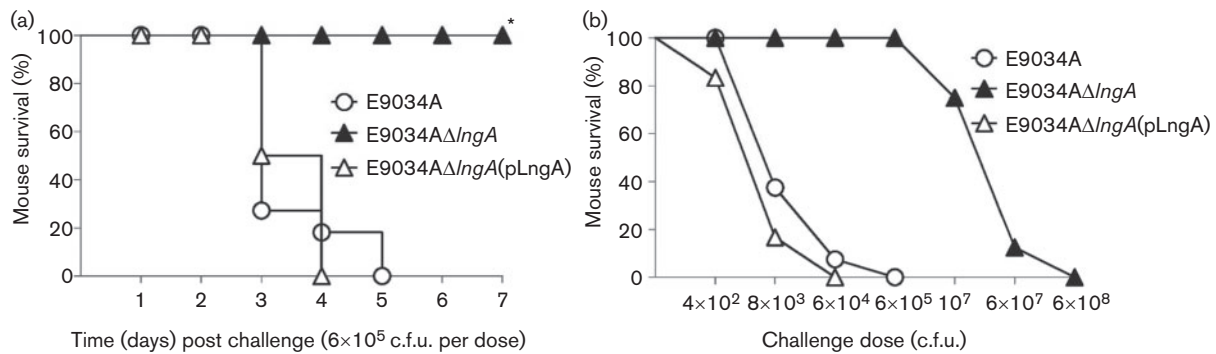 (a)
100
80
60
40
20
0
Mouse survival (%)
*
E9034A
E9034AΔlngA
E9034AΔlngA(pLngA)
1 2 3 4 5 6 7
Time (days) post challenge (6×10⁵ c.f.u. per dose)
(b)
100
80
60
40
20
0
Mouse survival (%)
E9034A
E9034AΔlngA
E9034AΔlngA(pLngA)
4×10² 8×10³ 6×10⁴ 6×10⁵ 10⁷ 6×10⁷ 6×10⁸
Challenge dose (c.f.u.)